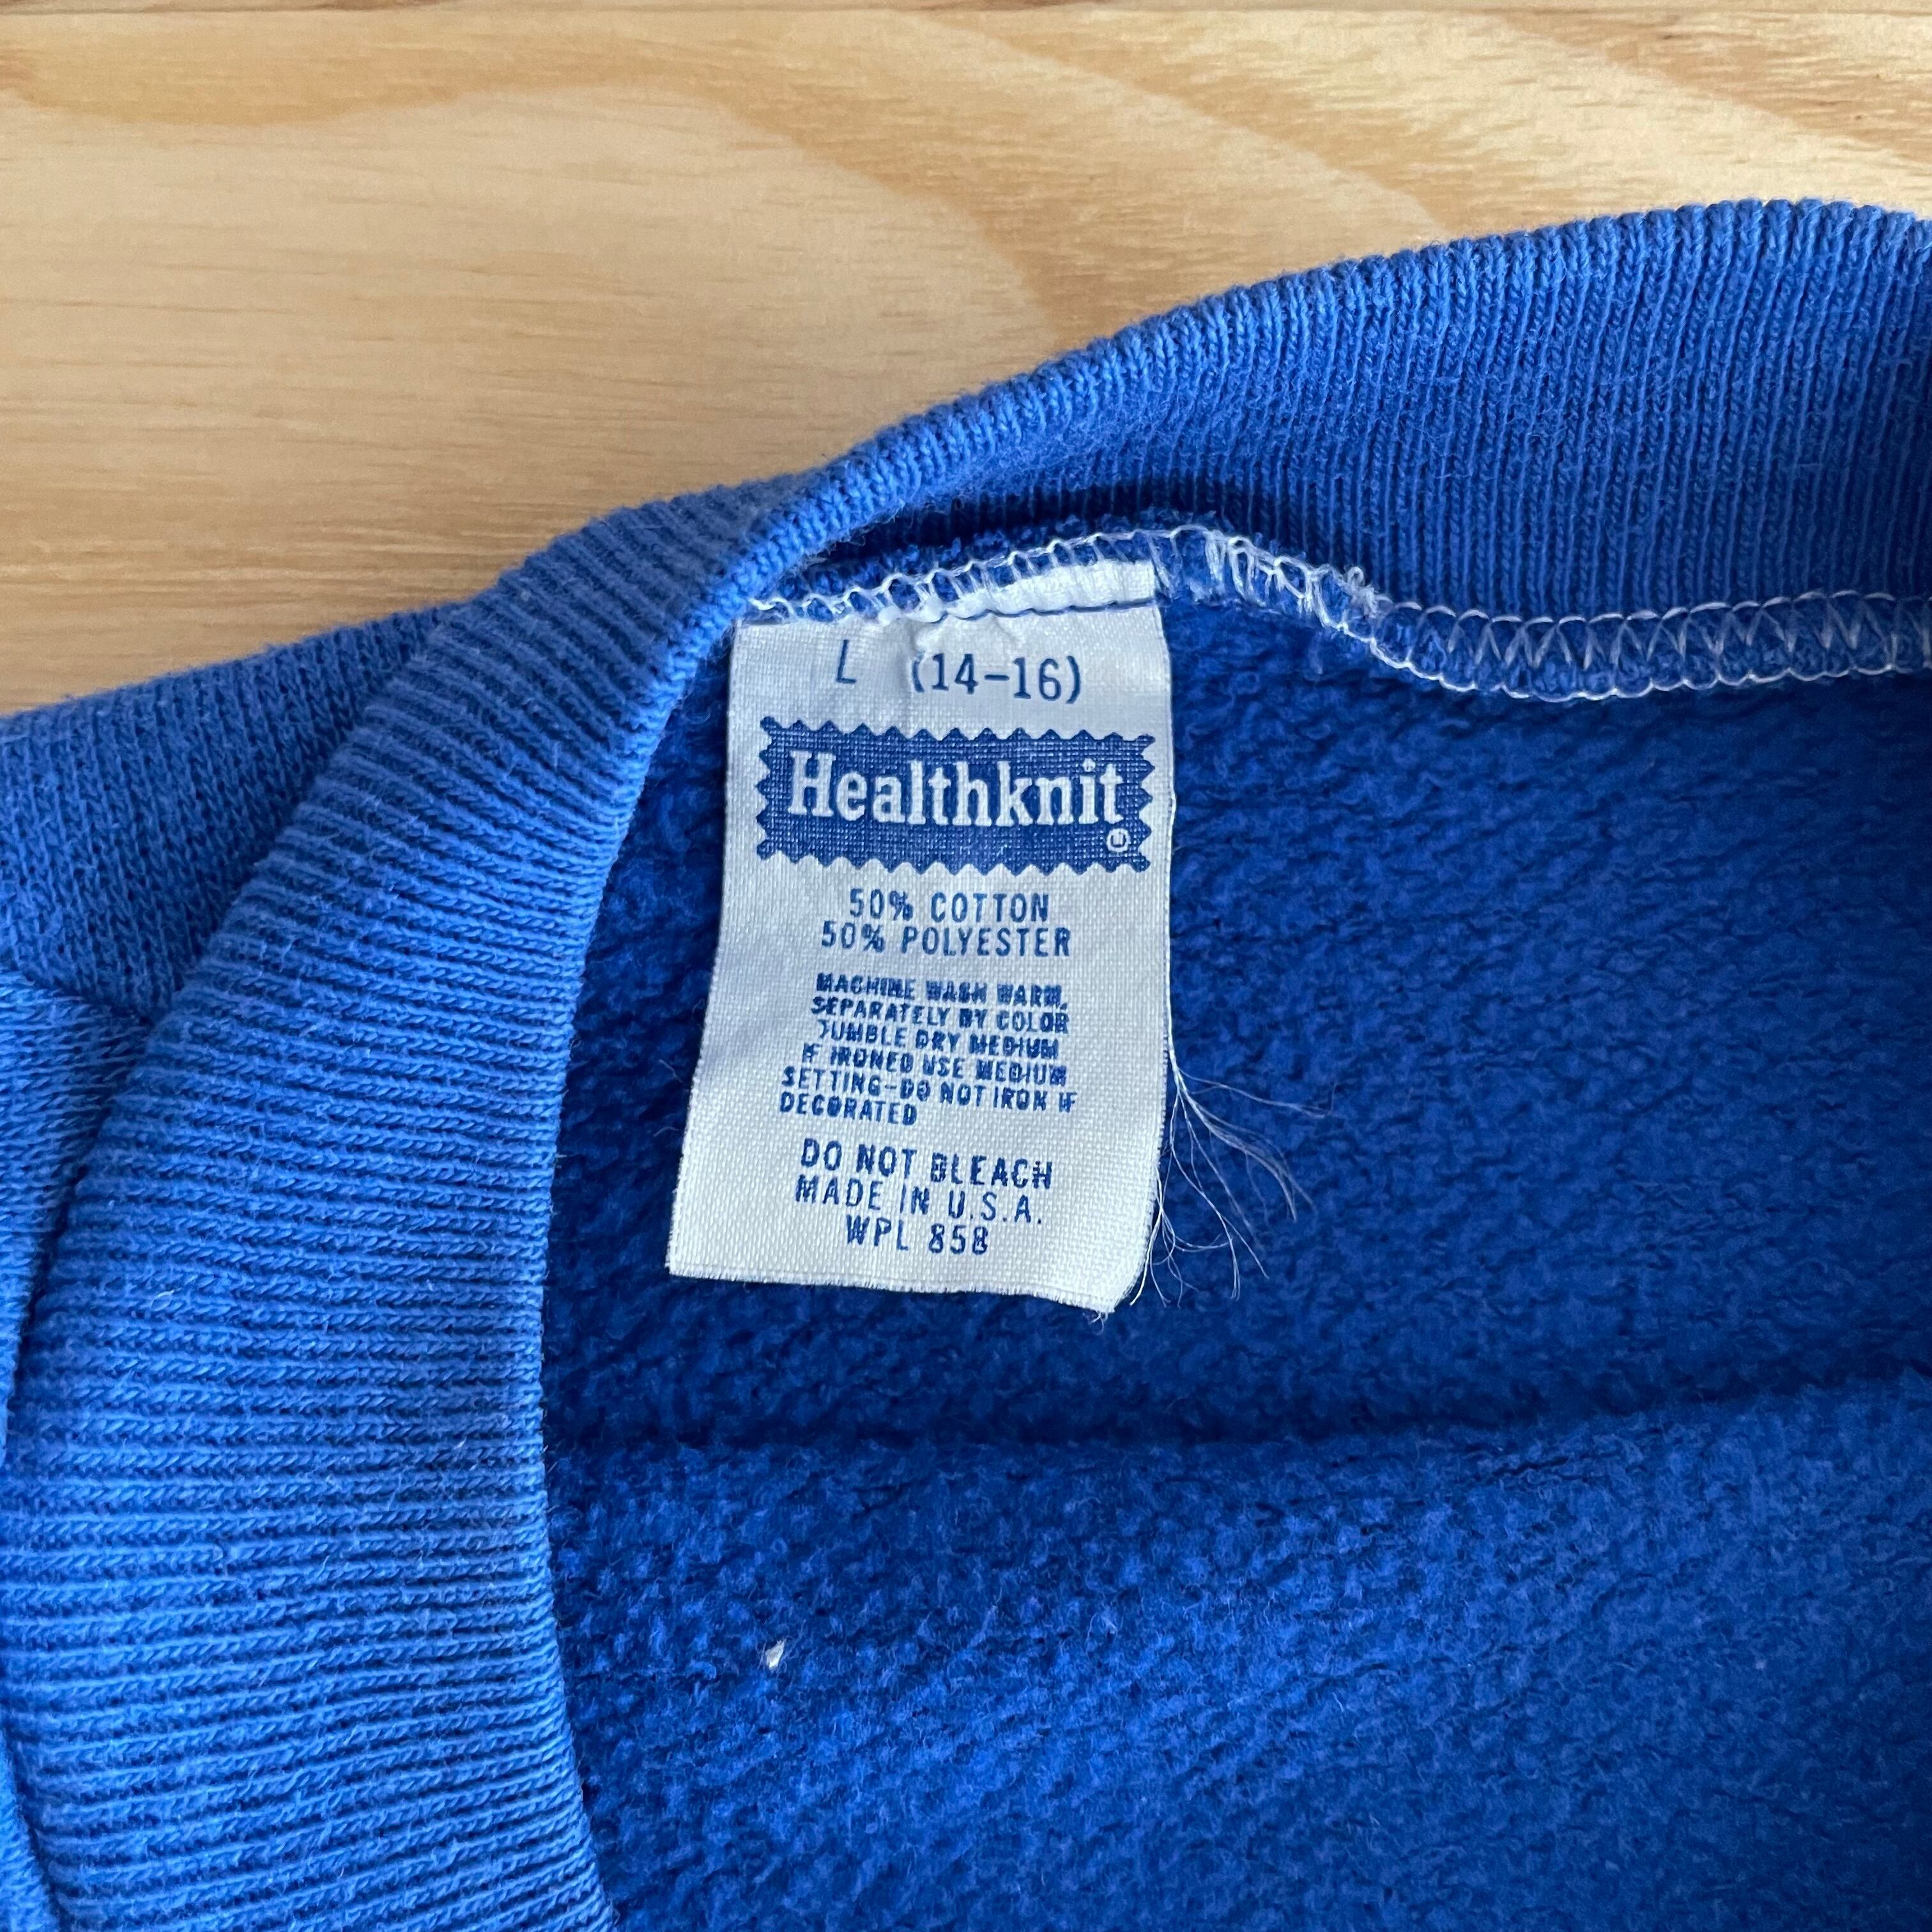 L (14-16)
Healthknit
50% COTTON
50% POLYESTER
MACHINE WASH WARM,
SEPARATELY BY COLOR
TUMBLE DRY MEDIUM
IF IRONED USE MEDIUM
SETTING-DO NOT IRON IF
DECORATED
DO NOT BLEACH
MADE IN U.S.A.
WPL 858